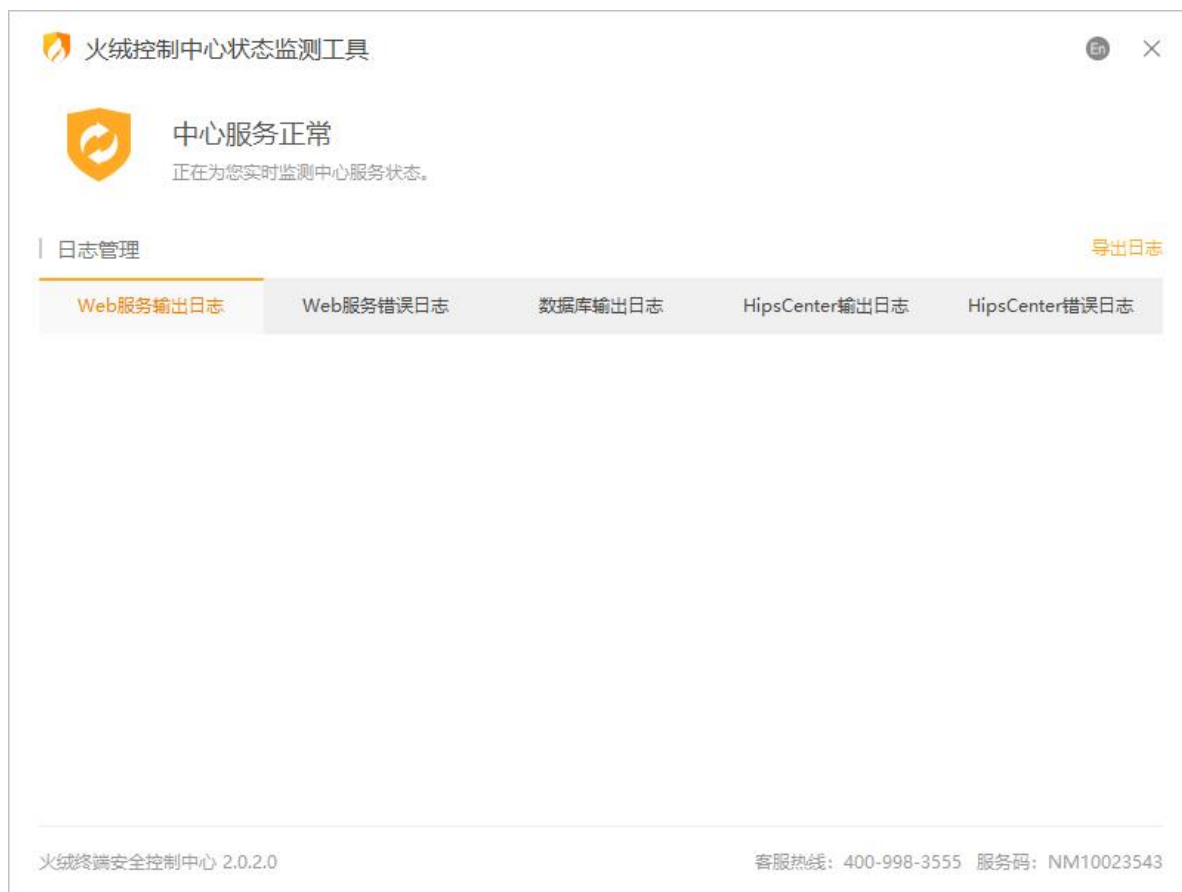 火绒控制中心状态监测工具 En
中心服务正常
正在为您实时监测中心服务状态。
日志管理 导出日志
Web服务输出日志 Web服务错误日志 数据库输出日志 HipsCenter输出日志 HipsCenter错误日志
火绒终端安全控制中心 2.0.2.0 客服热线：400-998-3555 服务码：NM10023543